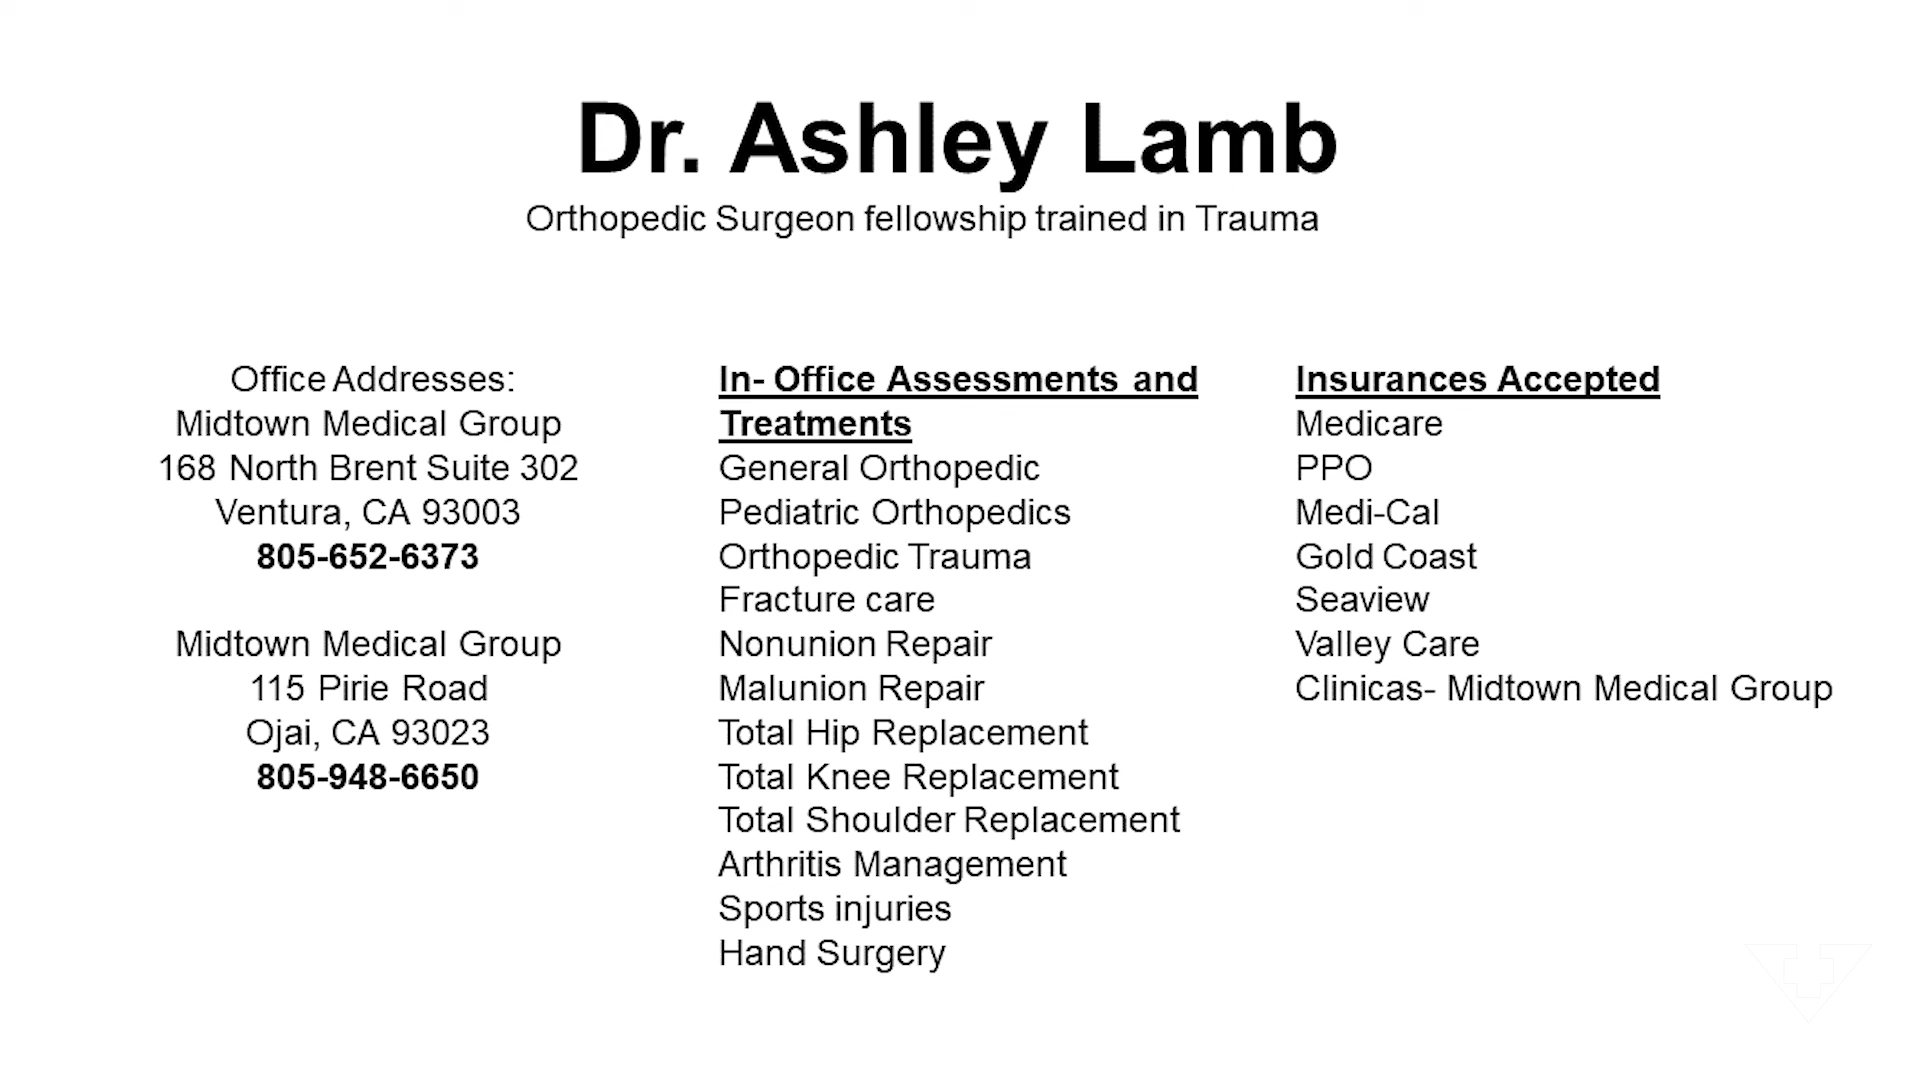 Dr. Ashley Lamb
Orthopedic Surgeon fellowship trained in Trauma
Office Addresses:
Midtown Medical Group
168 North Brent Suite 302
Ventura, CA 93003
805-652-6373
Midtown Medical Group
115 Pirie Road
Ojai, CA 93023
805-948-6650
In- Office Assessments and
Treatments
General Orthopedic
Pediatric Orthopedics
Orthopedic Trauma
Fracture care
Nonunion Repair
Malunion Repair
Total Hip Replacement
Total Knee Replacement
Total Shoulder Replacement
Arthritis Management
Sports injuries
Hand Surgery
Insurances Accepted
Medicare
PPO
Medi-Cal
Gold Coast
Seaview
Valley Care
Clinicas- Midtown Medical Group